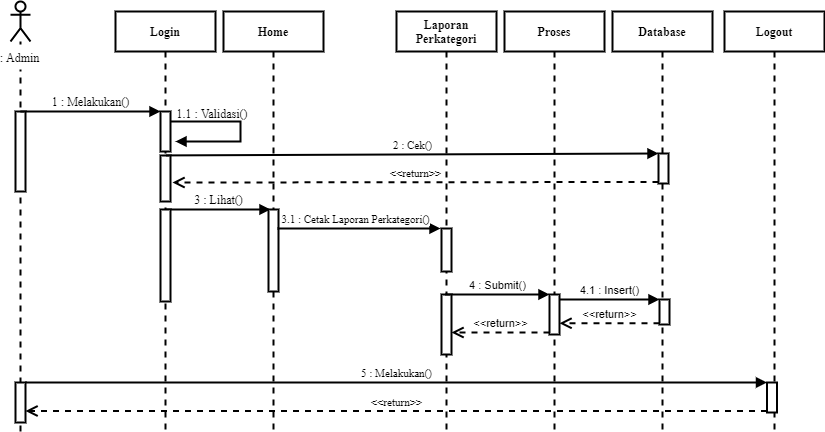 Login
Home
Laporan
Perkategori
Proses
Database
Logout
: Admin
1 : Melakukan()
1.1 : Validasi()
2 : Cek()
<<return>>
3 : Lihat()
3.1 : Cetak Laporan Perkategori()
4 : Submit()
4.1 : Insert()
<<return>>
<<return>>
5 : Melakukan()
<<return>>